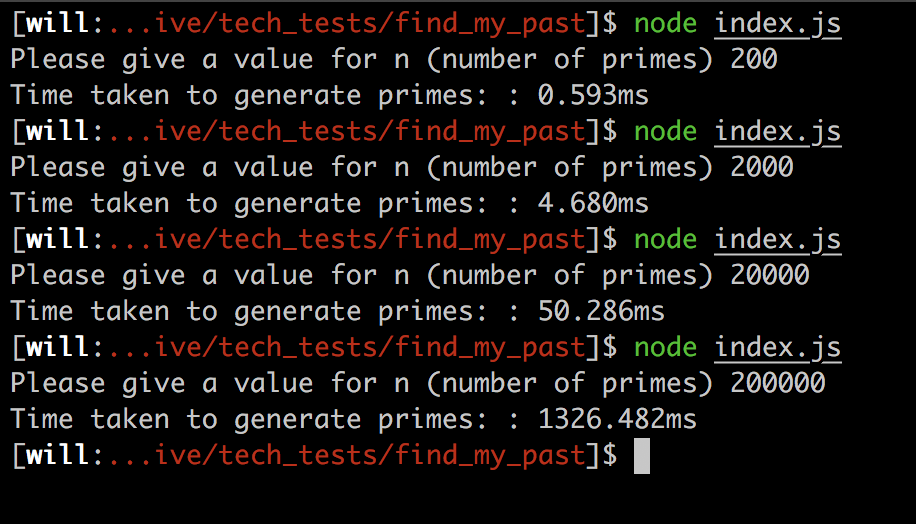 [will:...ive/tech_tests/find_my_past]$ node index.js
Please give a value for n (number of primes) 200
Time taken to generate primes: : 0.593ms
[will:...ive/tech_tests/find_my_past]$ node index.js
Please give a value for n (number of primes) 2000
Time taken to generate primes: : 4.680ms
[will:...ive/tech_tests/find_my_past]$ node index.js
Please give a value for n (number of primes) 20000
Time taken to generate primes: : 50.286ms
[will:...ive/tech_tests/find_my_past]$ node index.js
Please give a value for n (number of primes) 200000
Time taken to generate primes: : 1326.482ms
[will:...ive/tech_tests/find_my_past]$